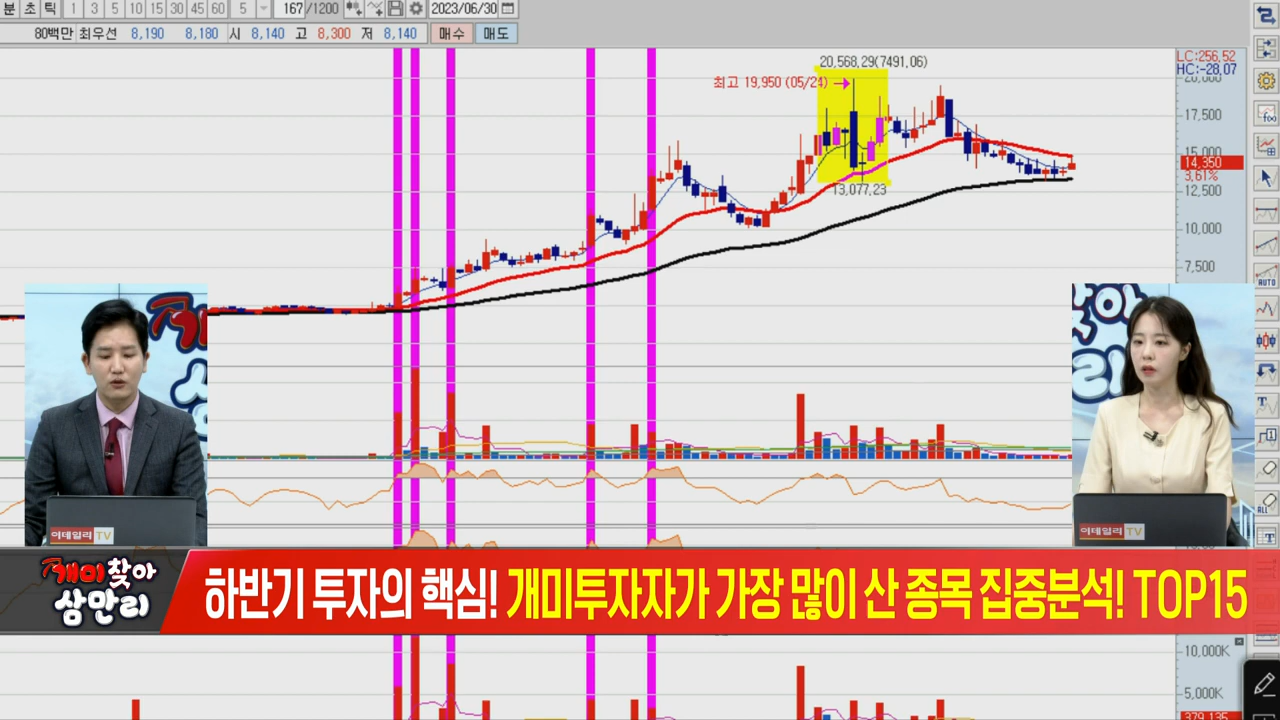 분 초 틱 1 3 5 10 15 30 45 60 5 167 /1200 2023/06/30
80백만 최우선 8,190 8,180 시 8,140 고 8,300 저 8,140 매수 매도
LC:256,52
HC:-28,07
20,568,29(7491,06)
최고 19,950 (05/24)
20,000
17,500
15,000
14,350
3,61%
12,500
13,077,23
10,000
7,500
AUTO
ALL
이데일리TV
이데일리TV
개미찾아
삼만리
하반기 투자의 핵심! 개미투자자가 가장 많이 산 종목 집중분석! TOP15
10,000K
5,000K
379,135